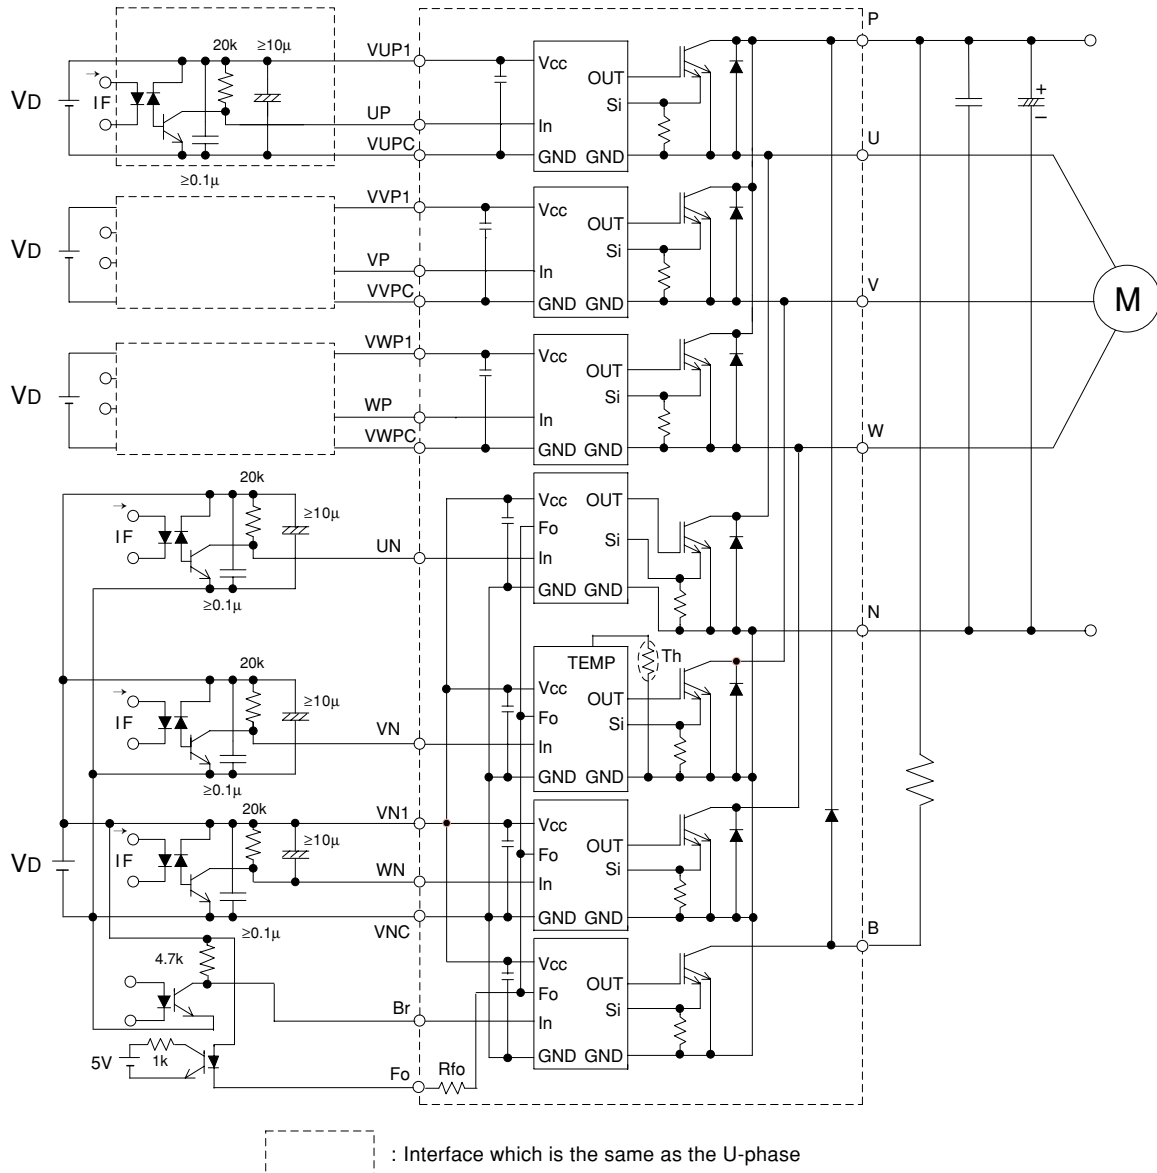 P
20k
≥10µ
VUP1
Vcc
OUT
+
–
→
IF
VD
Si
UP
In
U
VUPC
GND
GND
≥0.1µ
VVP1
Vcc
OUT
VD
Si
VP
In
V
VVPC
GND
GND
M
VWP1
Vcc
OUT
VD
Si
WP
In
W
VWPC
GND
GND
20k
Vcc
OUT
→
≥10µ
IF
Fo
Si
UN
In
GND
GND
≥0.1µ
N
20k
TEMP
Th
Vcc
→
≥10µ
OUT
IF
Fo
Si
VN
In
GND
GND
≥0.1µ
20k
VN1
Vcc
→
≥10µ
OUT
IF
VD
Fo
Si
WN
In
VNC
GND
GND
≥0.1µ
B
4.7k
Vcc
OUT
Fo
Si
Br
In
5V
1k
GND
GND
Fo
Rfo
: Interface which is the same as the U-phase